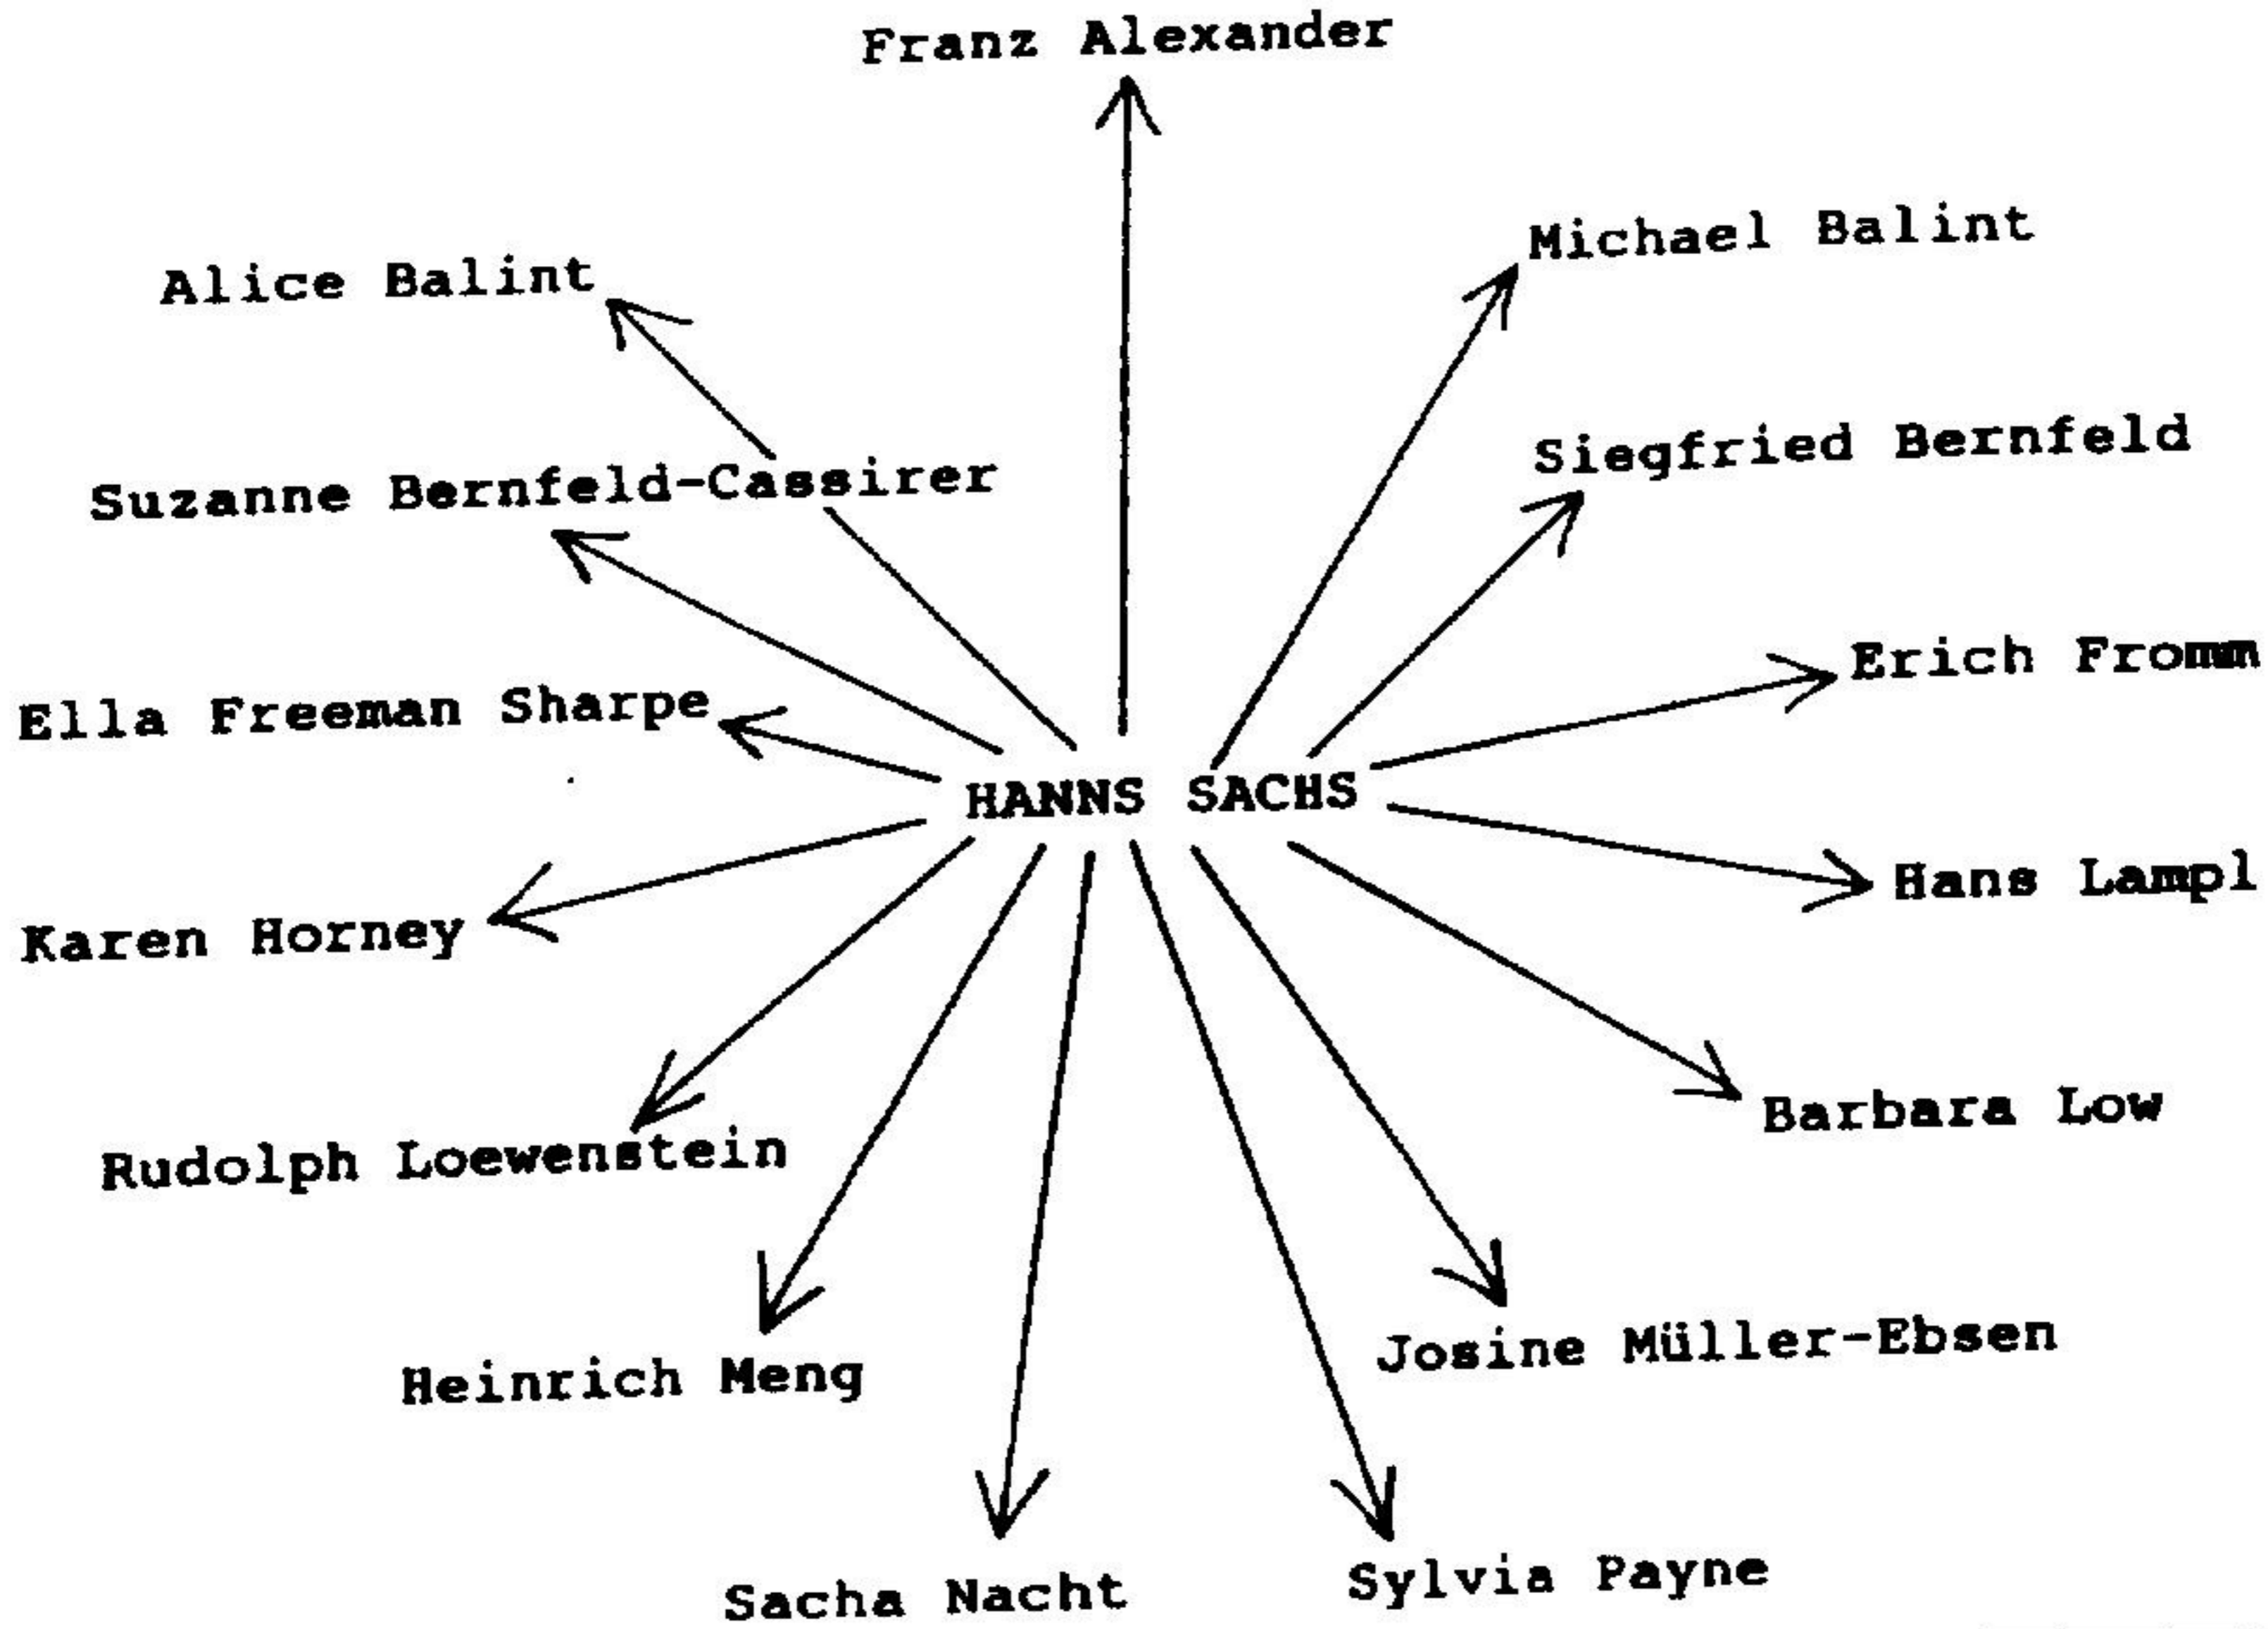 Franz Alexander
Michael Balint
Alice Balint
Siegfried Bernfeld
Suzanne Bernfeld-Cassirer
Erich Fromm
Ella Freeman Sharpe
HANNS SACHS
Hans Lampl
Karen Horney
Barbara Low
Rudolph Loewenstein
Josine Müller-Ebsen
Heinrich Meng
Sylvia Payne
Sacha Nacht